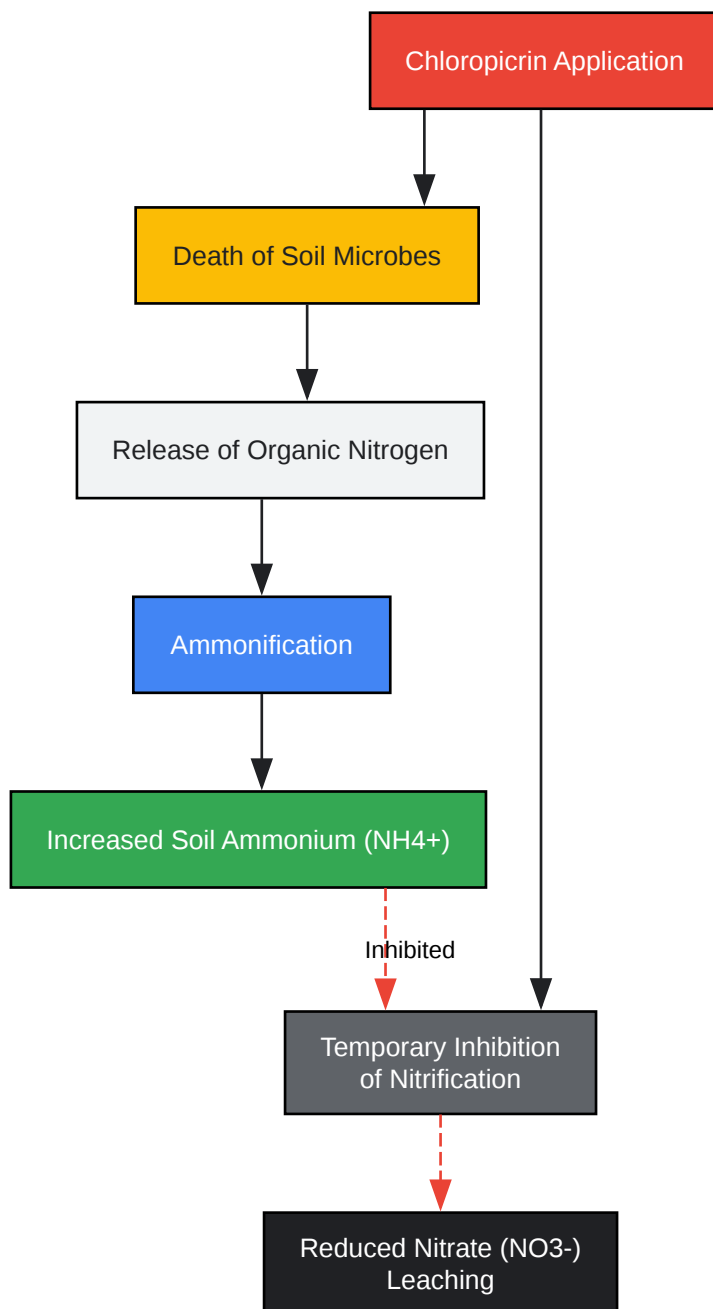 Chloropicrin Application
Death of Soil Microbes
Release of Organic Nitrogen
Ammonification
Increased Soil Ammonium (NH4+)
Inhibited
Temporary Inhibition
of Nitrification
Reduced Nitrate (NO3-)
Leaching